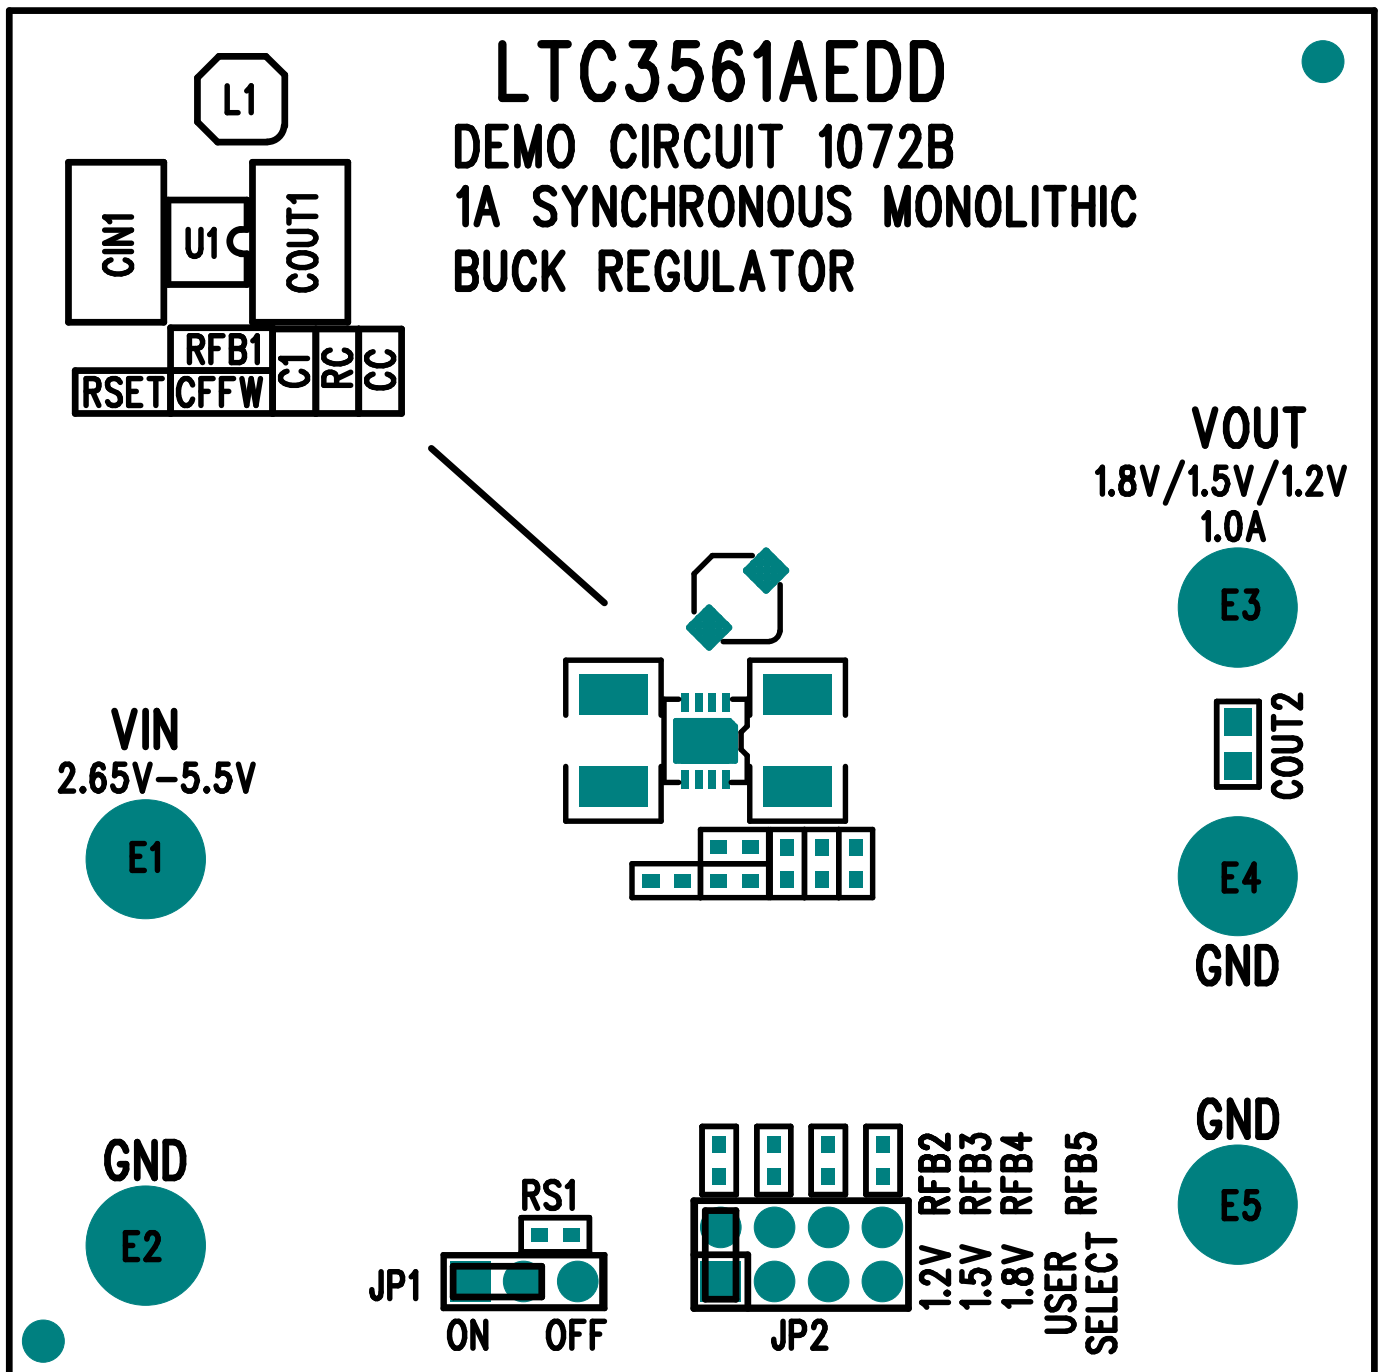 LTC3561AEDD
DEMO CIRCUIT 1072B
1A SYNCHRONOUS MONOLITHIC
BUCK REGULATOR
L1
CIN1
U1
COUT1
RFB1
C1
RC
CC
RSET
CFFW
VOUT
1.8V/1.5V/1.2V
1.0A
E3
COUT2
VIN
2.65V-5.5V
E1
E4
GND
GND
E5
GND
E2
RS1
JP1
ON
OFF
JP2
1.2V RFB2
1.5V RFB3
1.8V RFB4
USER
SELECT RFB5